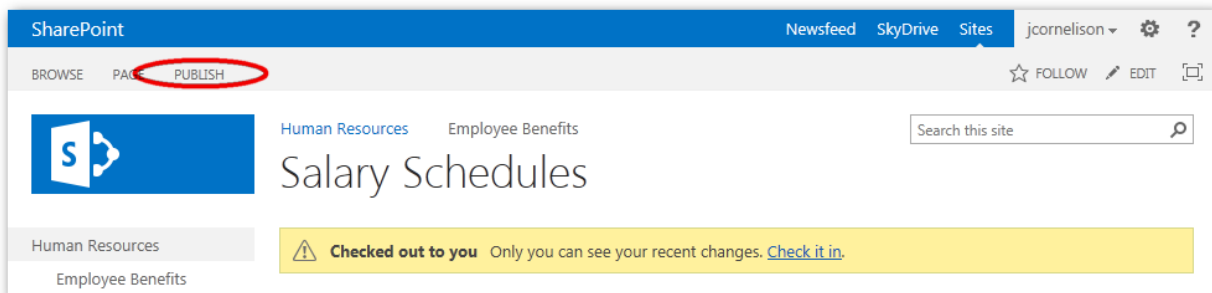 SharePoint Newsfeed SkyDrive Sites jcornelison ?
BROWSE PAGE PUBLISH FOLLOW EDIT
Human Resources Employee Benefits Search this site
S
Salary Schedules
Human Resources Checked out to you Only you can see your recent changes. Check it in.
Employee Benefits